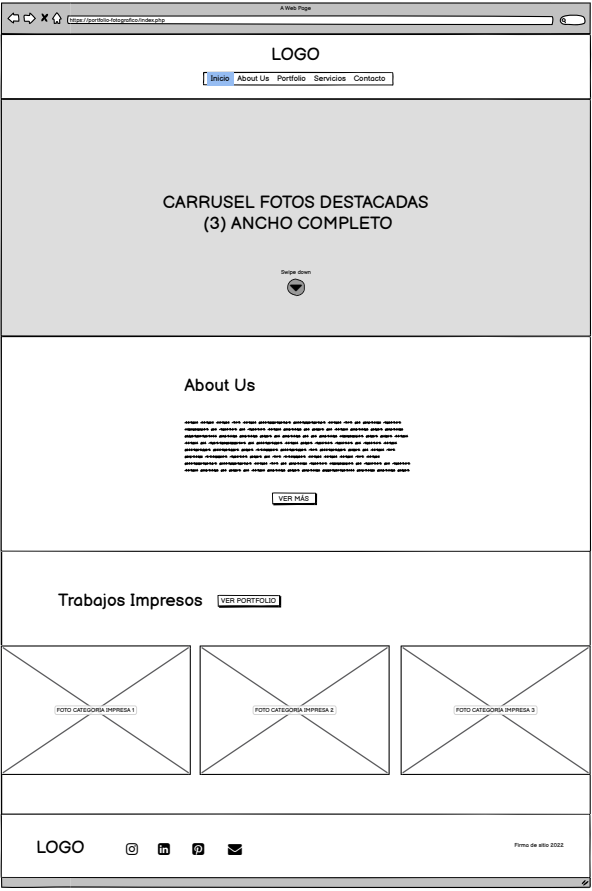 A Web Page
https://portfolio-fotografico/index.php
LOGO
Inicio About Us Portfolio Servicios Contacto
CARRUSEL FOTOS DESTACADAS
(3) ANCHO COMPLETO
Swipe down
About Us
VER MÁS
Trabajos Impresos VER PORTFOLIO
FOTO CATEGORIA IMPRESA 1 FOTO CATEGORIA IMPRESA 2 FOTO CATEGORIA IMPRESA 3
LOGO
Firma de sitio 2022